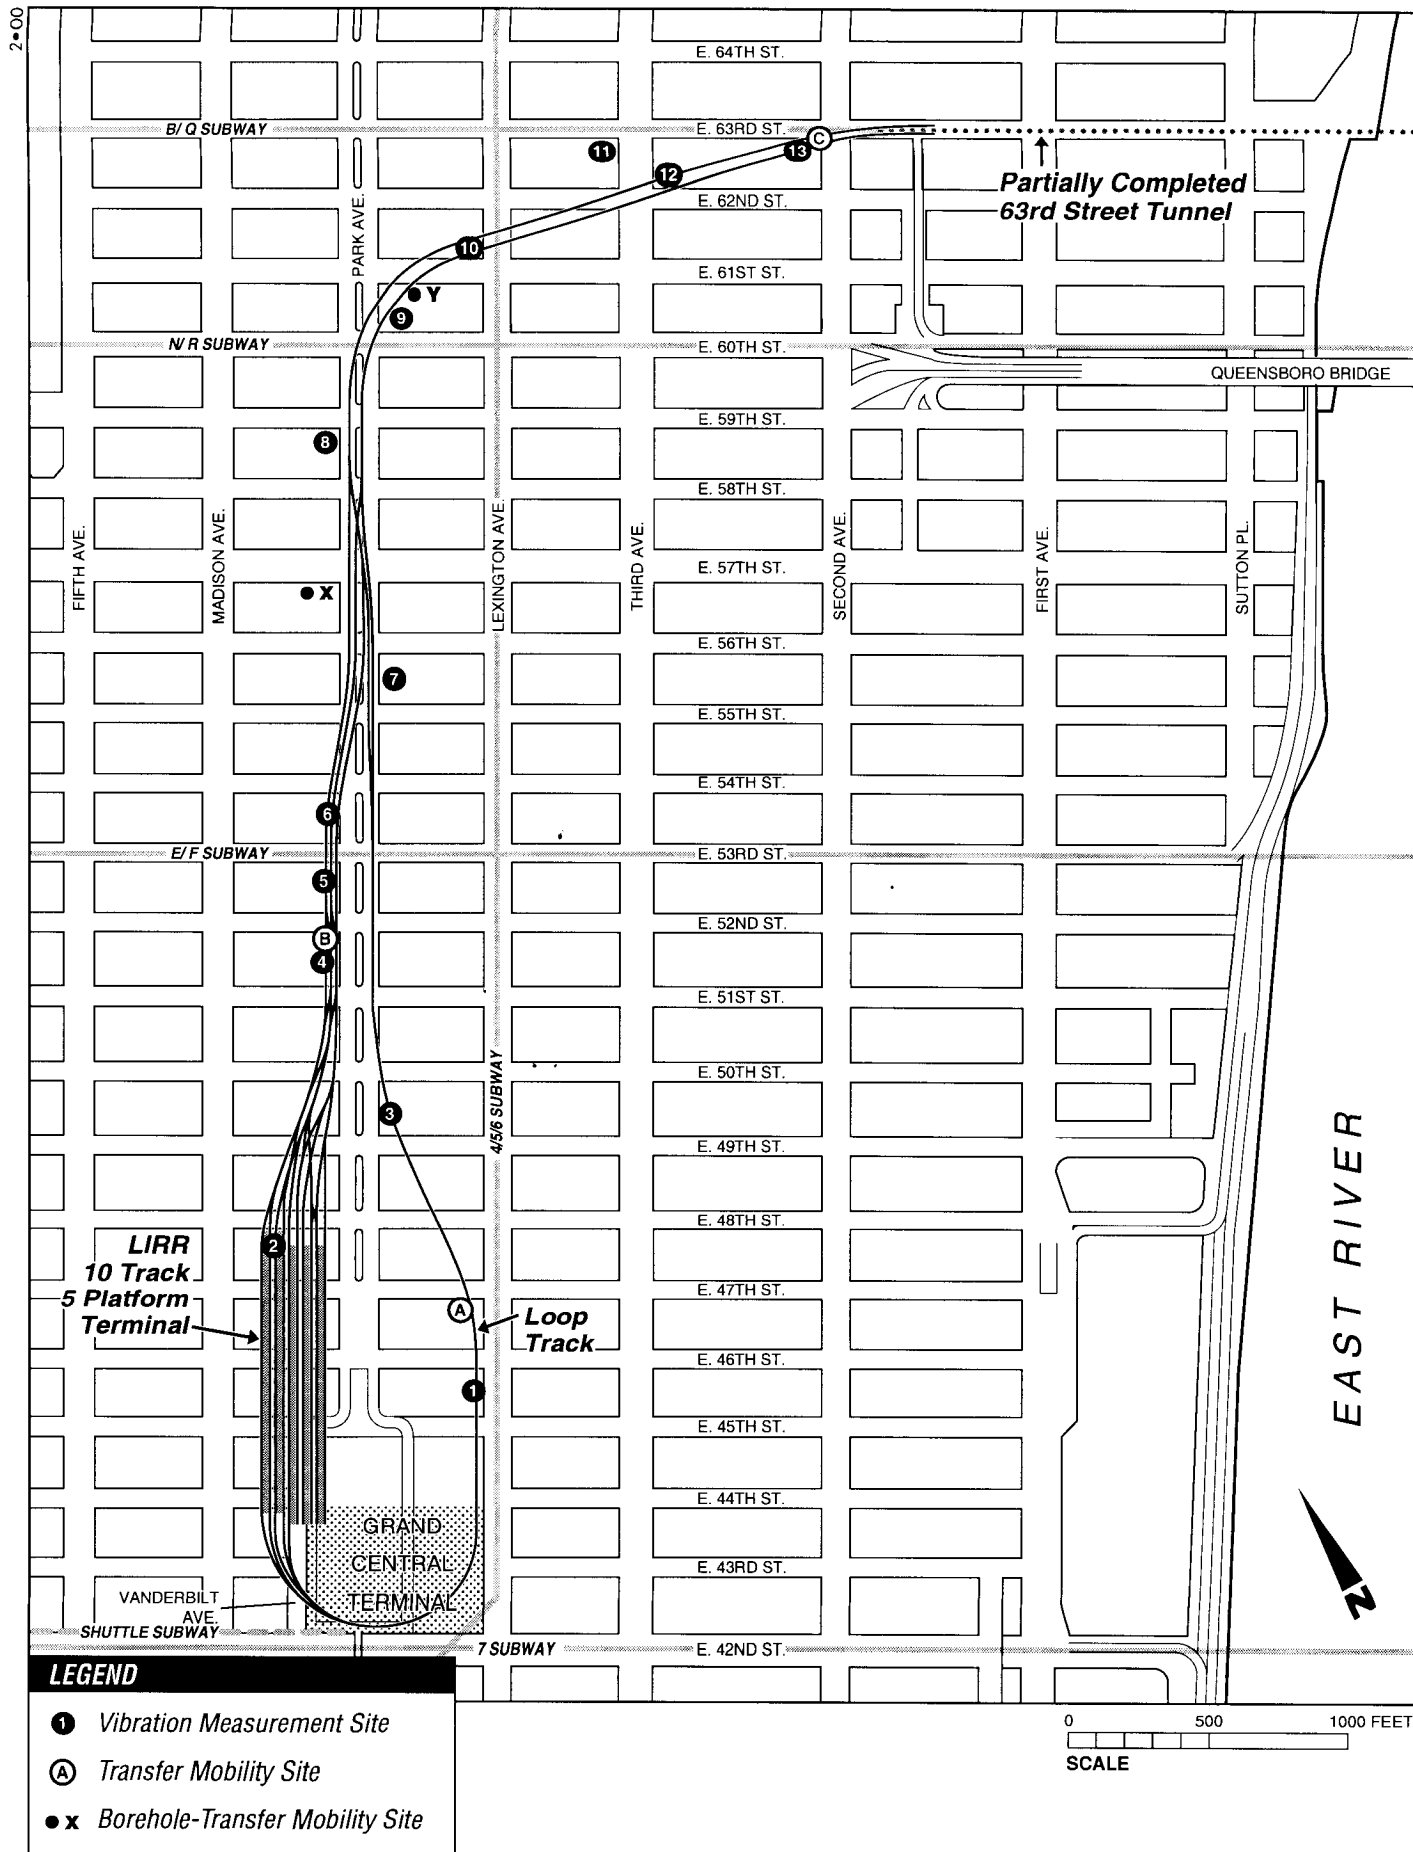 2•00
E. 64TH ST.
B/Q SUBWAY
E. 63RD ST.
C
11
13
12
Partially Completed
63rd Street Tunnel
E. 62ND ST.
PARK AVE.
10
E. 61ST ST.
Y
9
N/R SUBWAY
E. 60TH ST.
QUEENSBORO BRIDGE
E. 59TH ST.
8
E. 58TH ST.
FIFTH AVE.
MADISON AVE.
LEXINGTON AVE.
THIRD AVE.
SECOND AVE.
FIRST AVE.
SUTTON PL.
E. 57TH ST.
X
E. 56TH ST.
7
E. 55TH ST.
E. 54TH ST.
6
E/F SUBWAY
E. 53RD ST.
5
E. 52ND ST.
B
4
E. 51ST ST.
4/5/6 SUBWAY
E. 50TH ST.
3
E. 49TH ST.
EAST RIVER
E. 48TH ST.
2
LIRR
10 Track
5 Platform
Terminal
E. 47TH ST.
A
Loop
Track
E. 46TH ST.
1
E. 45TH ST.
E. 44TH ST.
GRAND
CENTRAL
TERMINAL
E. 43RD ST.
VANDERBILT
AVE.
SHUTTLE SUBWAY
7 SUBWAY
E. 42ND ST.
N
LEGEND
1 Vibration Measurement Site
A Transfer Mobility Site
● X Borehole-Transfer Mobility Site
0 500 1000 FEET
SCALE